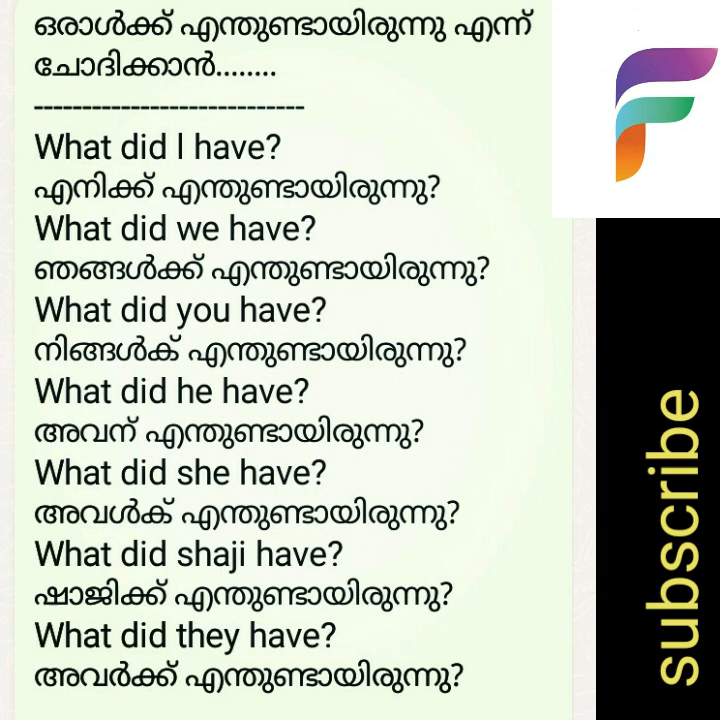 ഒരാൾക്ക് എന്തുണ്ടായിരുന്നു എന്ന്
ചോദിക്കാൻ........
-----------------------------
What did I have?
എനിക്ക് എന്തുണ്ടായിരുന്നു?
What did we have?
ഞങ്ങൾക്ക് എന്തുണ്ടായിരുന്നു?
What did you have?
നിങ്ങൾക് എന്തുണ്ടായിരുന്നു?
What did he have?
അവന് എന്തുണ്ടായിരുന്നു?
What did she have?
അവൾക് എന്തുണ്ടായിരുന്നു?
What did shaji have?
ഷാജിക്ക് എന്തുണ്ടായിരുന്നു?
What did they have?
അവർക്ക് എന്തുണ്ടായിരുന്നു?
subscribe